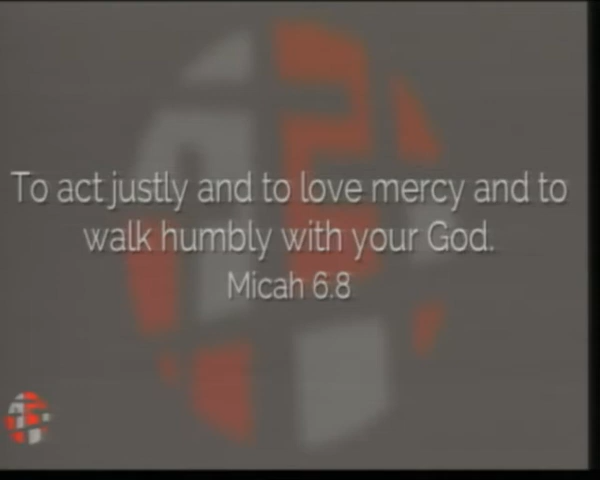 To act justly and to love mercy and to
walk humbly with your God.
Micah 6.8